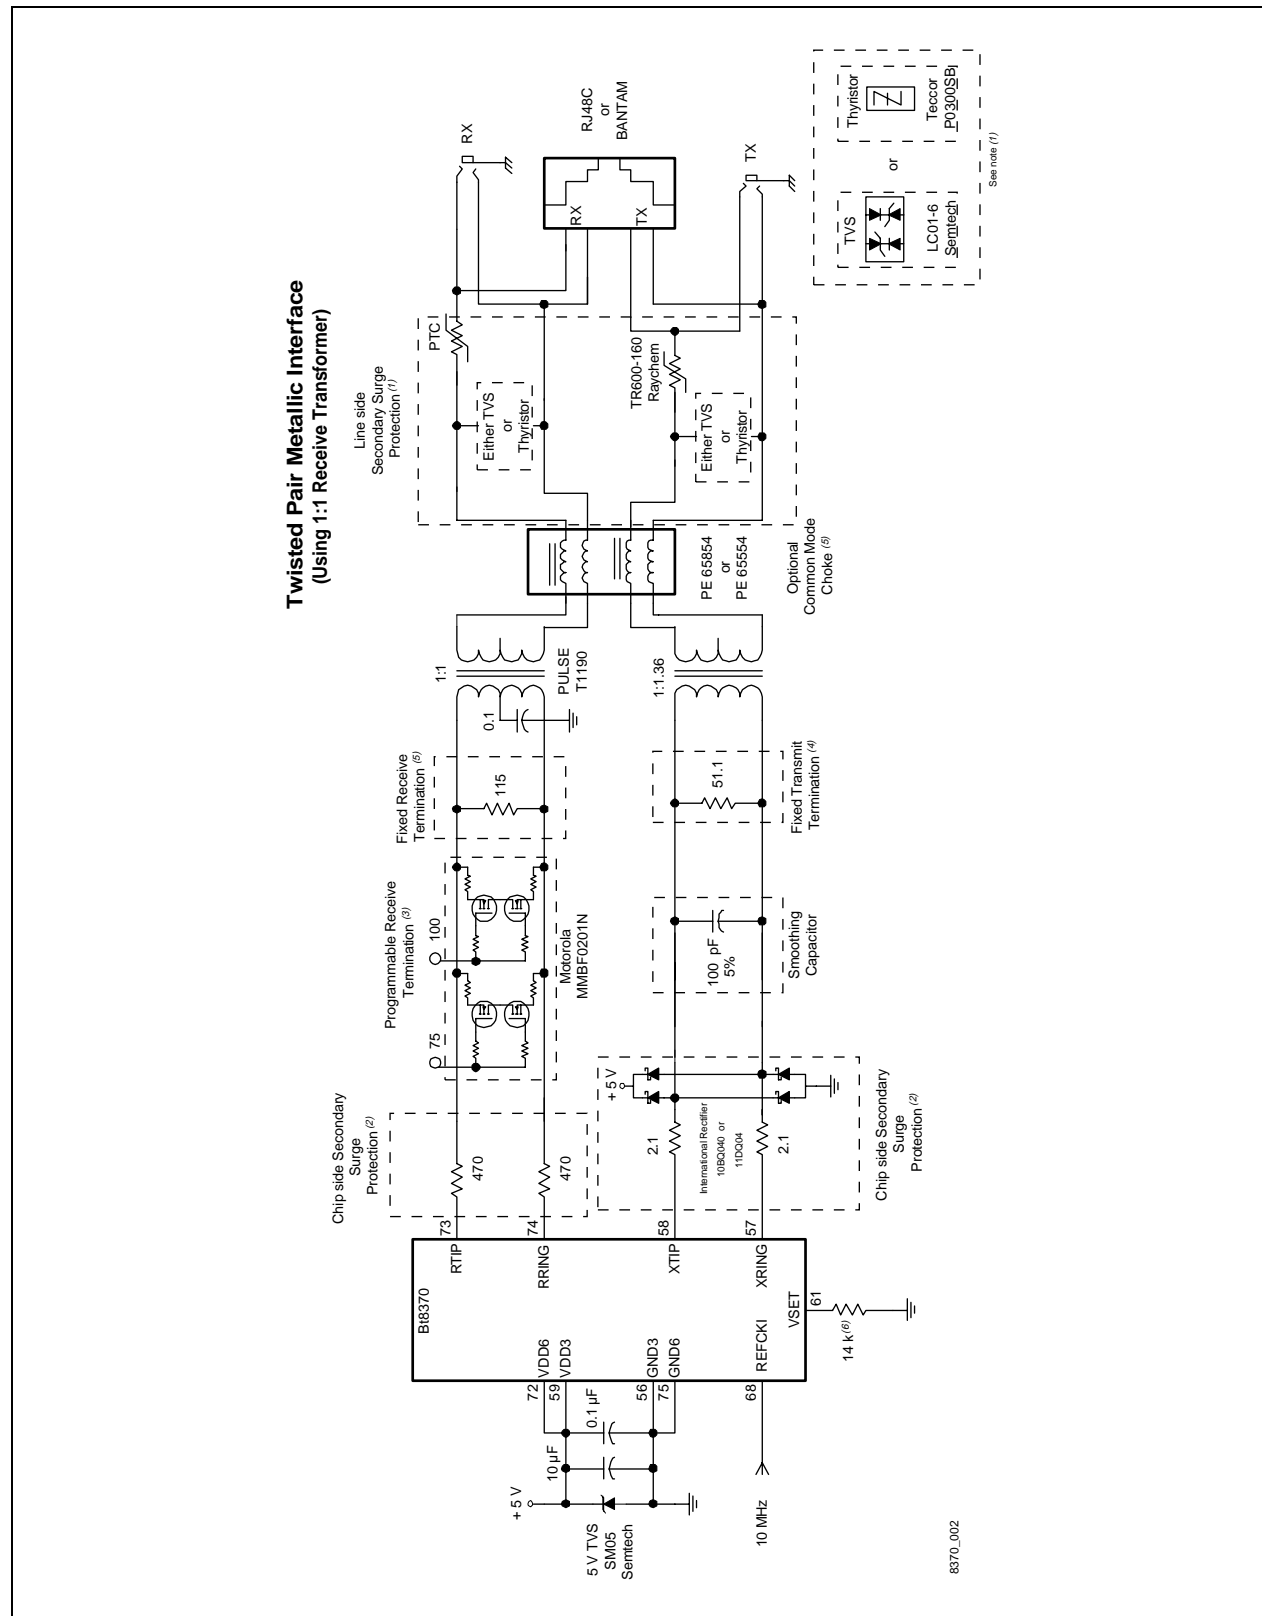 Twisted Pair Metallic Interface
(Using 1:1 Receive Transformer)
Line side
Secondary Surge
Protection (1)
PTC
Either TVS
or
Thyristor
TR600-160
Raychem
Either TVS
or
Thyristor
RX
RJ48C
or
BANTAM
RX
TX
TX
Thyristor
Teccor
P0300SB
or
TVS
LC01-6
Semtech
See note (1)
PE 65854
or
PE 65554
Optional
Common Mode
Choke (5)
1:1
PULSE
T1190
0.1
1:1.36
Fixed Receive
Termination (5)
115
Fixed Transmit
Termination (4)
51.1
Programmable Receive
Termination (3)
75
100
Motorola
MMBF0201N
100 pF
5%
Smoothing
Capacitor
Chip side Secondary
Surge
Protection (2)
470
470
+ 5 V
2.1
International Rectifier
10BQ040 or
11DQ04
2.1
Chip side Secondary
Surge
Protection (2)
73
74
58
57
Bt8370
RTIP
RRING
XTIP
XRING
VDD6
VDD3
GND3
GND6
REFCKI
VSET
61
14 k(6)
72
59
56
75
68
0.1 µF
10 µF
+ 5 V
5 V TVS
SM05
Semtech
10 MHz
8370_002